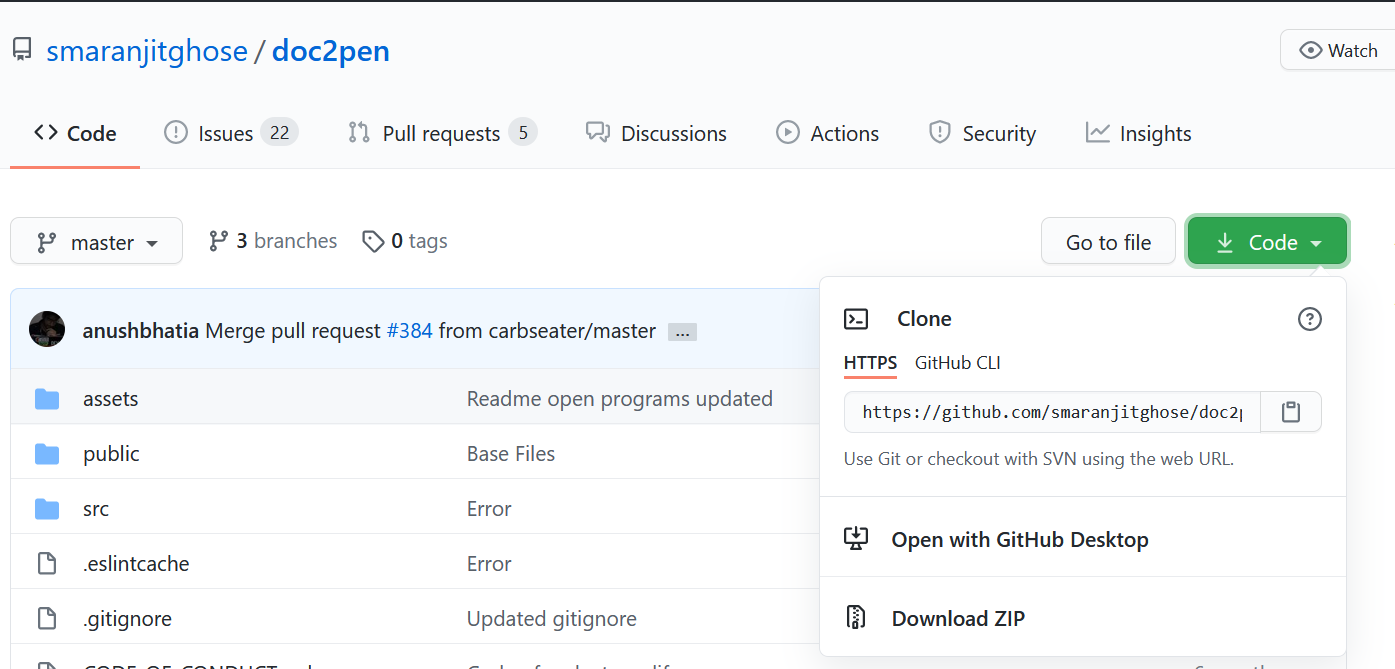 smaranjitghose / doc2pen
Watch
Code
Issues 22
Pull requests 5
Discussions
Actions
Security
Insights
master
3 branches
0 tags
Go to file
Code
anushbhatia Merge pull request #384 from carbseater/master ...
assets Readme open programs updated
public Base Files
src Error
.eslintcache Error
.gitignore Updated gitignore
Clone
HTTPS GitHub CLI
https://github.com/smaranjitghose/doc2p
Use Git or checkout with SVN using the web URL.
Open with GitHub Desktop
Download ZIP